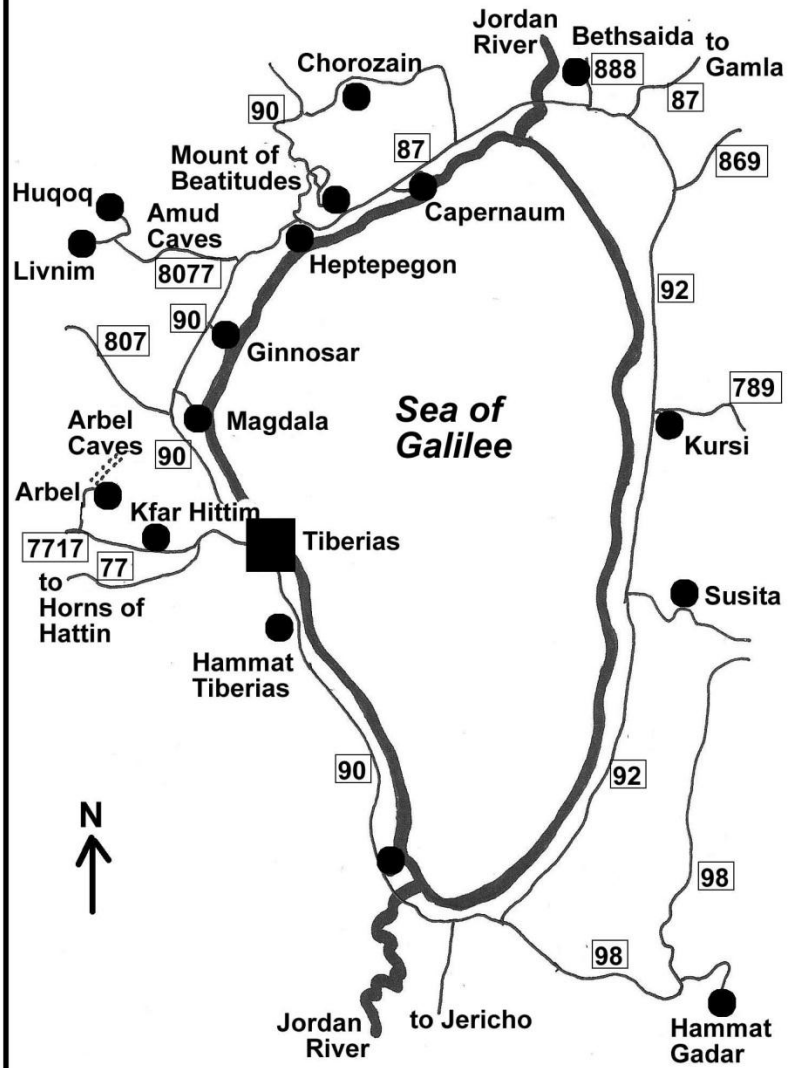 Jordan
River
Bethsaida
to
Gamla
888
87
Chorozain
90
87
869
Mount of
Beatitudes
Huqoq
Amud
Caves
Capernaum
Livnim
Heptepegon
8077
92
90
807
Ginnosar
789
Sea of
Galilee
Arbel
Caves
Magdala
Kursi
90
Arbel
Kfar Hittim
7717
77
Tiberias
to
Horns of
Hattin
Susita
Hammat
Tiberias
90
92
N
98
98
Jordan
River
to Jericho
Hammat
Gadar